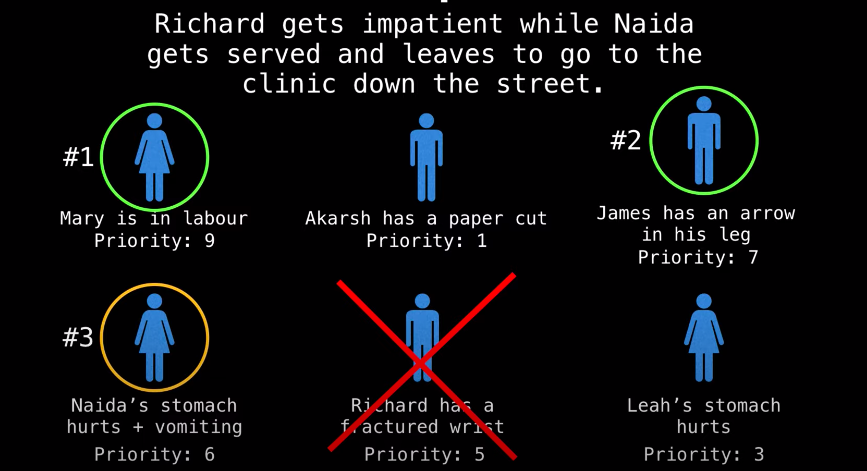 Richard gets impatient while Naida
gets served and leaves to go to the
clinic down the street.
#1
Mary is in labour
Priority: 9
Akarsh has a paper cut
Priority: 1
#2
James has an arrow
in his leg
Priority: 7
#3
Naida’s stomach
hurts + vomiting
Priority: 6
Richard has a
fractured wrist
Priority: 5
Leah’s stomach
hurts
Priority: 3